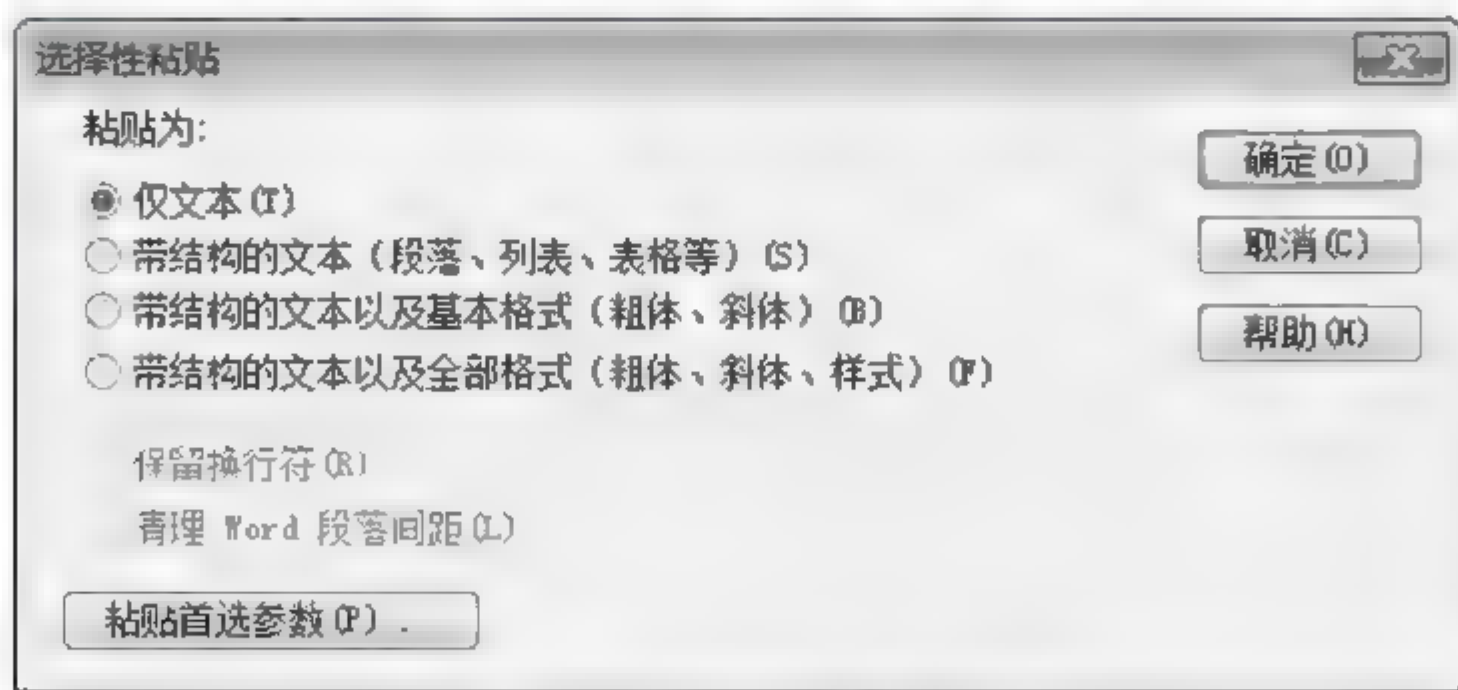 选择性粘贴
粘贴为:
仅文本(T)
带结构的文本（段落、列表、表格等）(S)
带结构的文本以及基本格式（粗体、斜体）(B)
带结构的文本以及全部格式（粗体、斜体、样式）(F)
保留换行符(R)
清理 Word 段落间距(L)
粘贴首选参数(P) .
确定(O)
取消(C)
帮助(H)